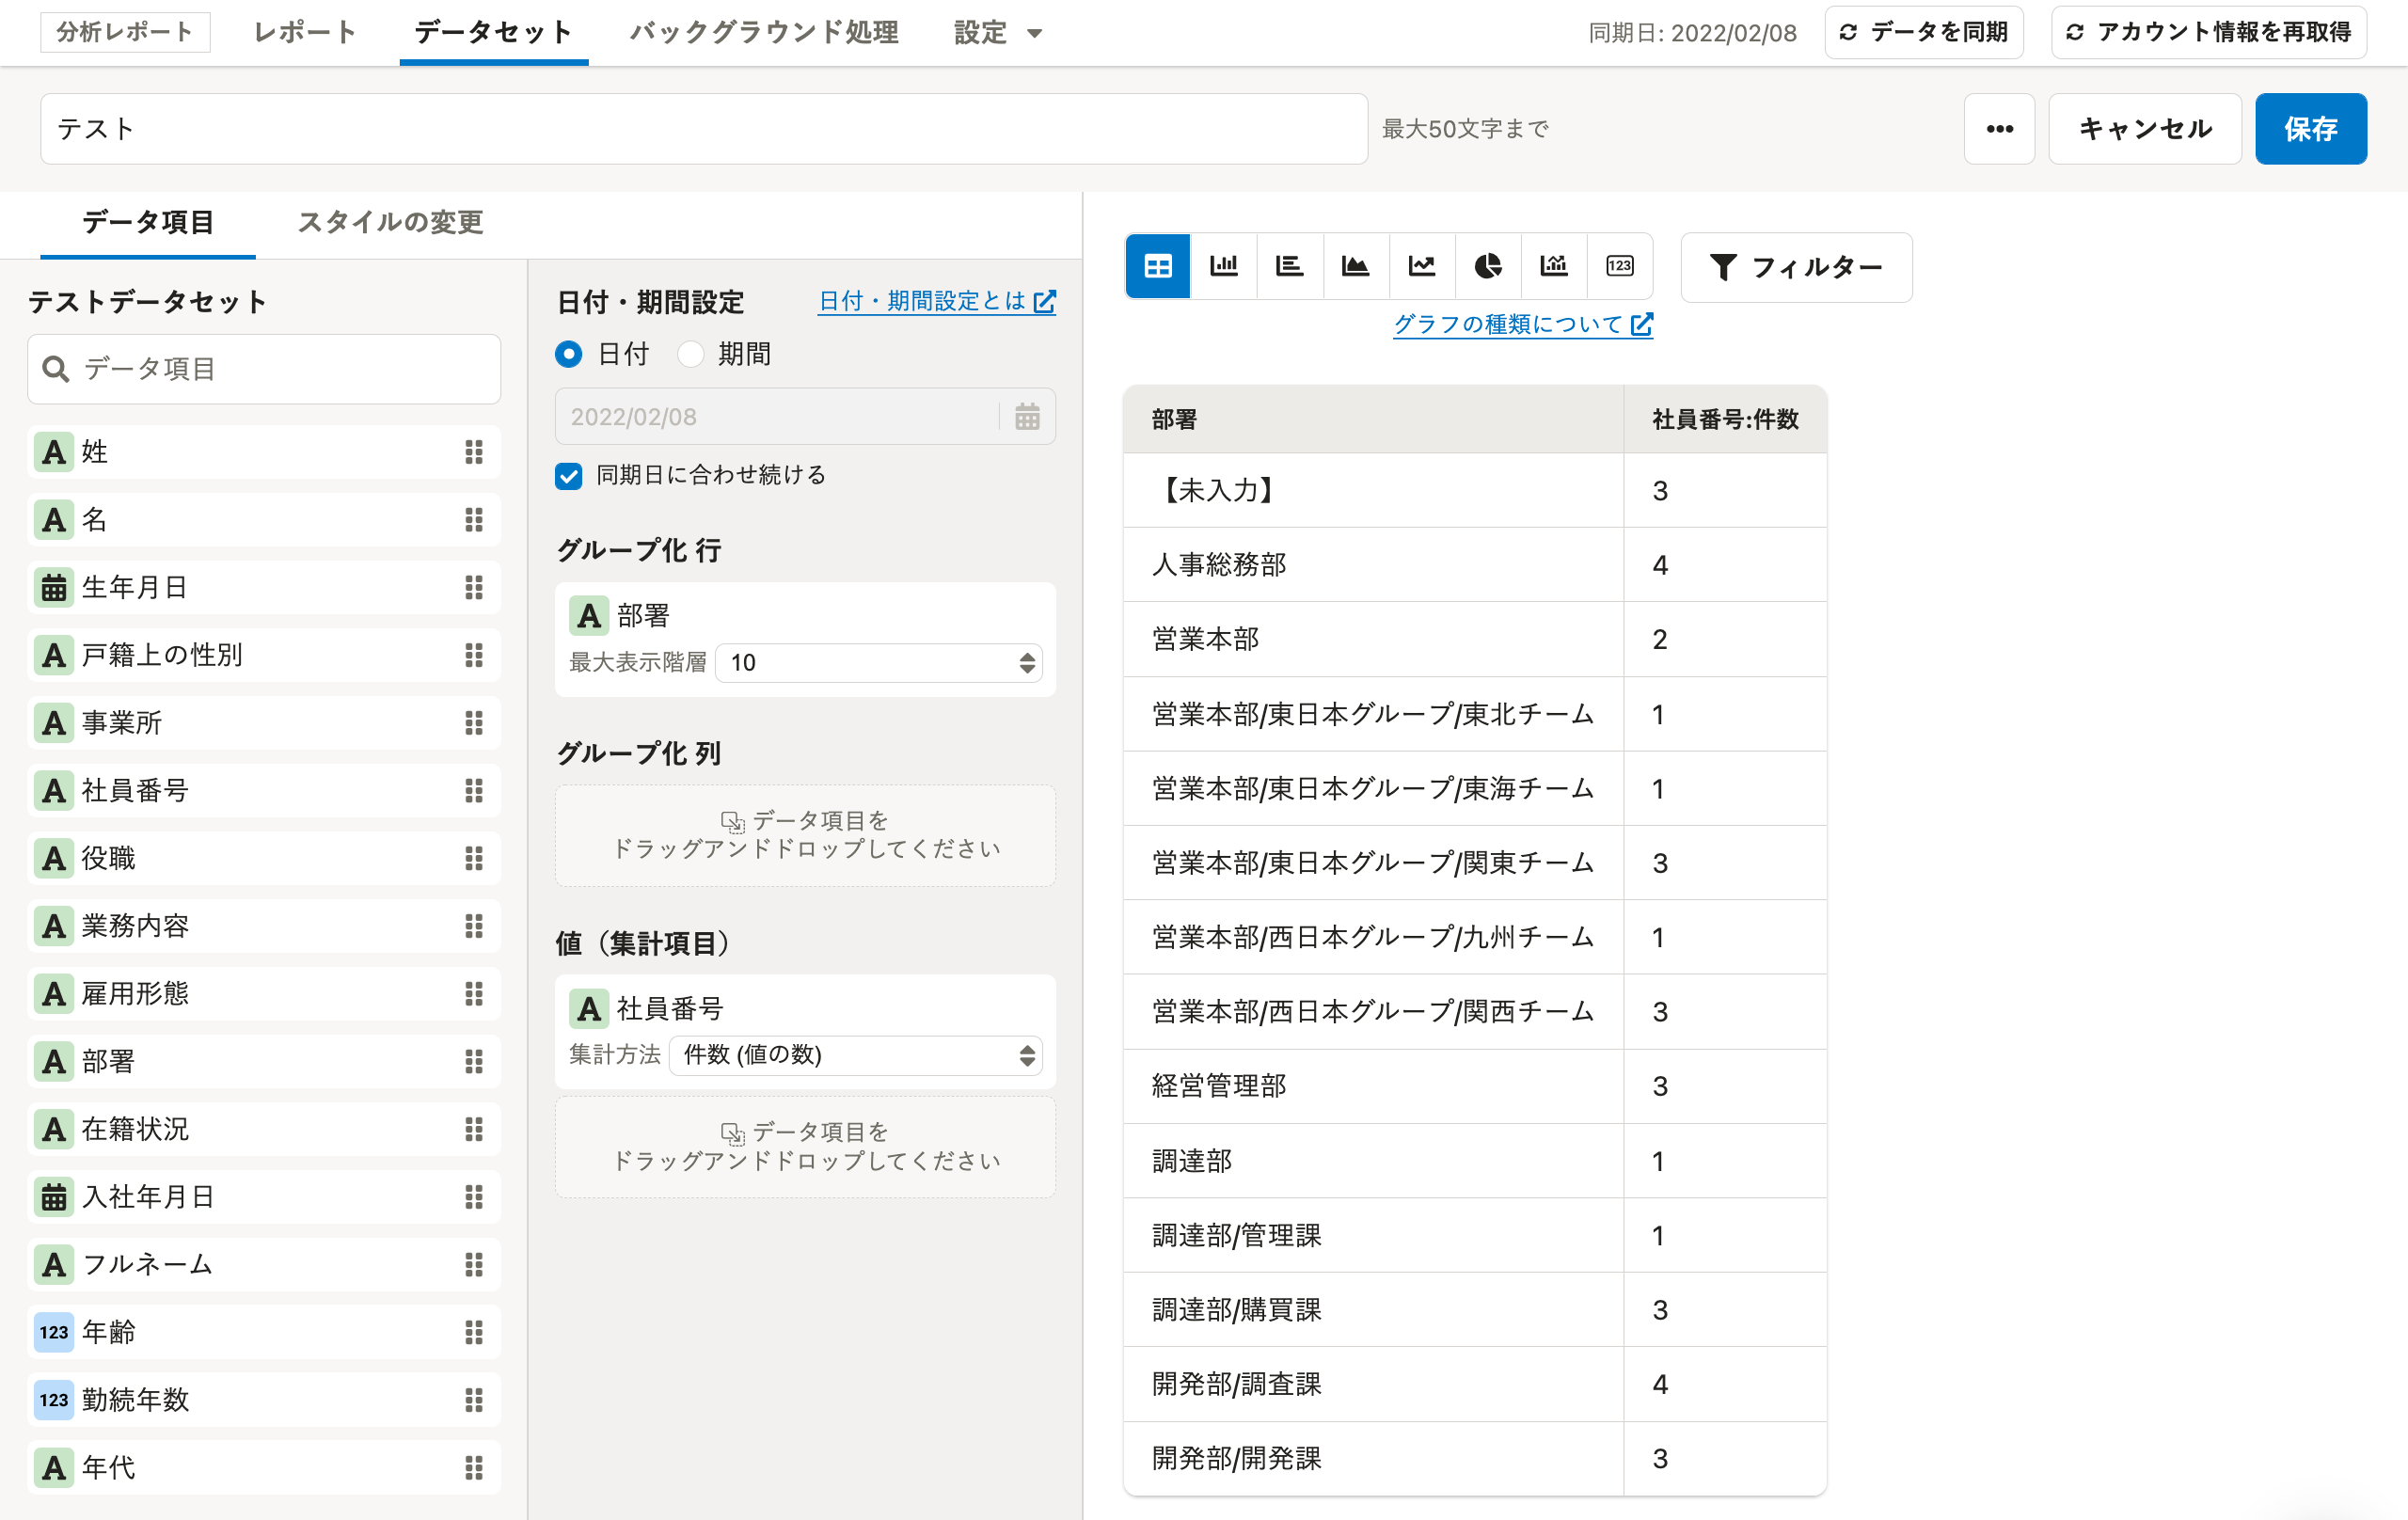 分析レポート レポート データセット バックグラウンド処理 設定 同期日: 2022/02/08 データを同期 アカウント情報を再取得
テスト 最大50文字まで ••• キャンセル 保存
データ項目 スタイルの変更
テストデータセット
データ項目
A 姓
A 名
生年月日
A 戸籍上の性別
A 事業所
A 社員番号
A 役職
A 業務内容
A 雇用形態
A 部署
A 在籍状況
入社年月日
A フルネーム
123 年齢
123 勤続年数
A 年代
日付・期間設定 日付・期間設定とは
日付 期間
2022/02/08
同期日に合わせ続ける
グループ化 行
A 部署
最大表示階層 10
グループ化 列
データ項目を
ドラッグアンドドロップしてください
値（集計項目）
A 社員番号
集計方法 件数 (値の数)
データ項目を
ドラッグアンドドロップしてください
123 フィルター
グラフの種類について
部署 社員番号:件数
【未入力】 3
人事総務部 4
営業本部 2
営業本部/東日本グループ/東北チーム 1
営業本部/東日本グループ/東海チーム 1
営業本部/東日本グループ/関東チーム 3
営業本部/西日本グループ/九州チーム 1
営業本部/西日本グループ/関西チーム 3
経営管理部 3
調達部 1
調達部/管理課 1
調達部/購買課 3
開発部/調査課 4
開発部/開発課 3